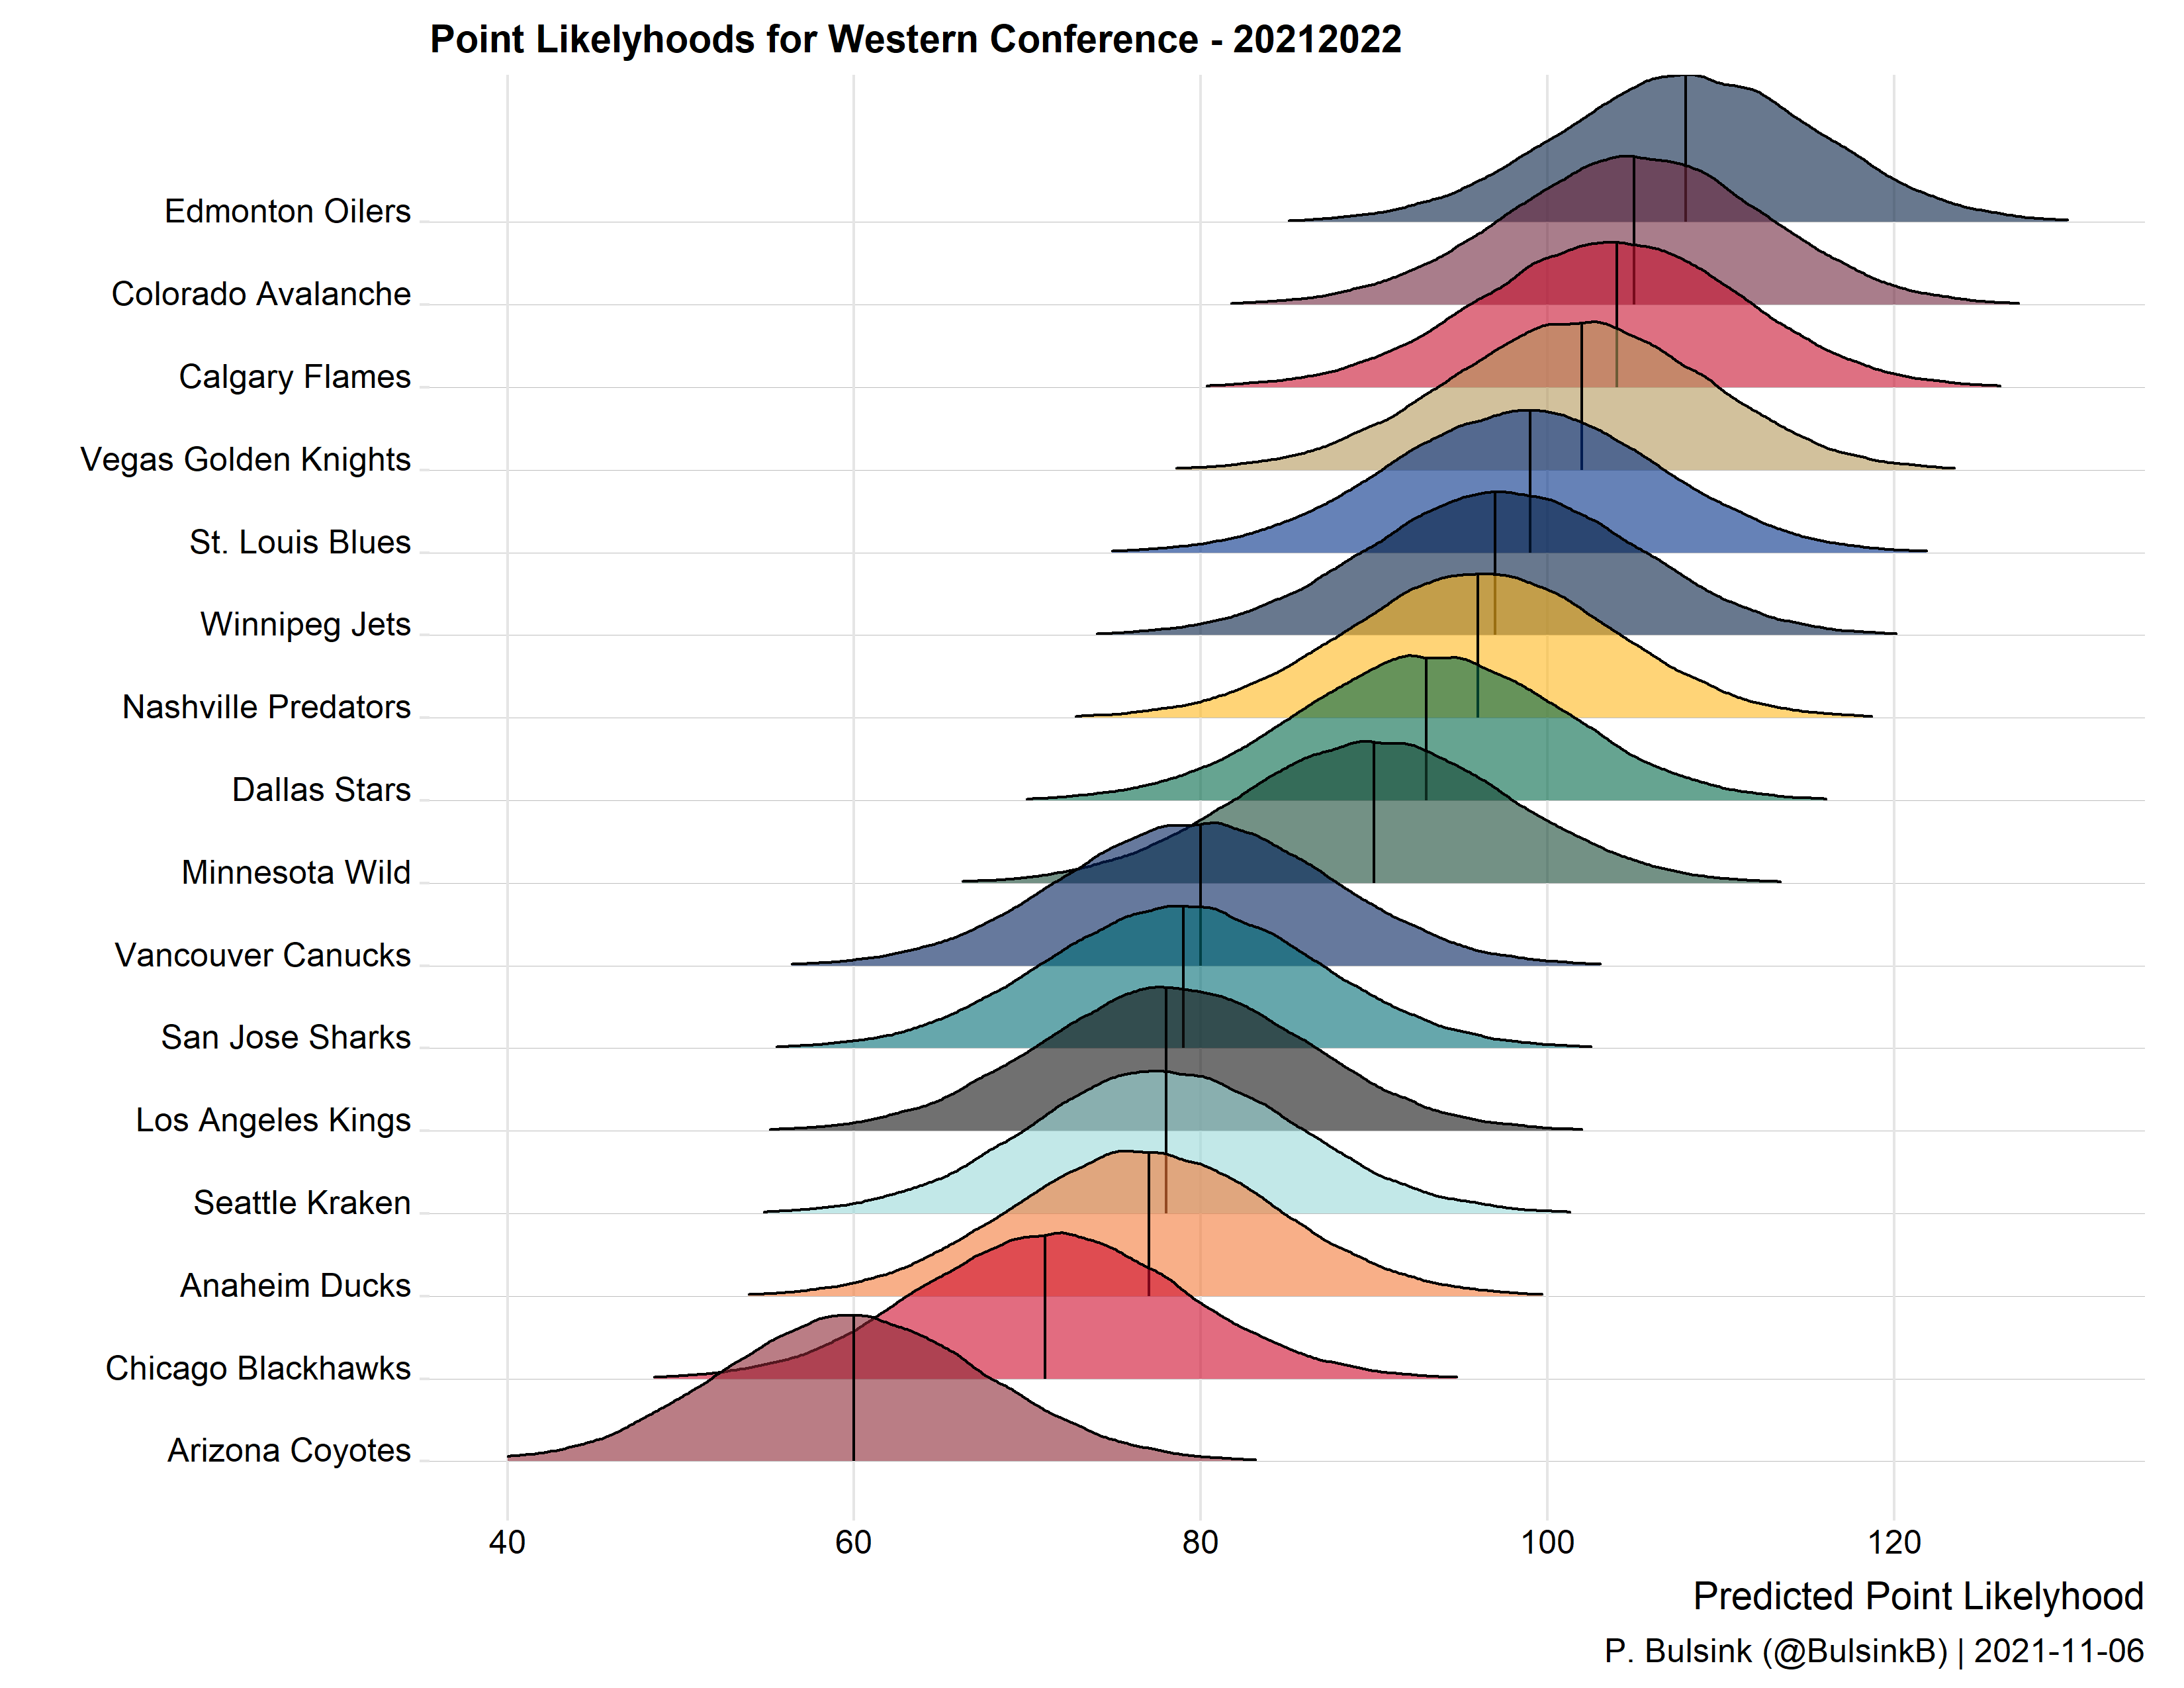 Point Likelyhoods for Western Conference - 20212022
Edmonton Oilers
Colorado Avalanche
Calgary Flames
Vegas Golden Knights
St. Louis Blues
Winnipeg Jets
Nashville Predators
Dallas Stars
Minnesota Wild
Vancouver Canucks
San Jose Sharks
Los Angeles Kings
Seattle Kraken
Anaheim Ducks
Chicago Blackhawks
Arizona Coyotes
40 60 80 100 120
Predicted Point Likelyhood
P. Bulsink (@BulsinkB) | 2021-11-06